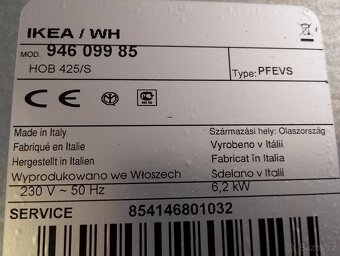 IKEA / WH
MOD. 946 099 85
HOB 425/S
Type: PFEVS
Made in Italy
Származási hely: Olaszország
Fabriqué en Italie
Vyrobeno v Itálii
Hergestellt in Italien
Fabricat în Italia
Wyprodukowano we Włoszech
Sdelano v Italii
230 V ~ 50 Hz
6,2 kW
SERVICE
854146801032